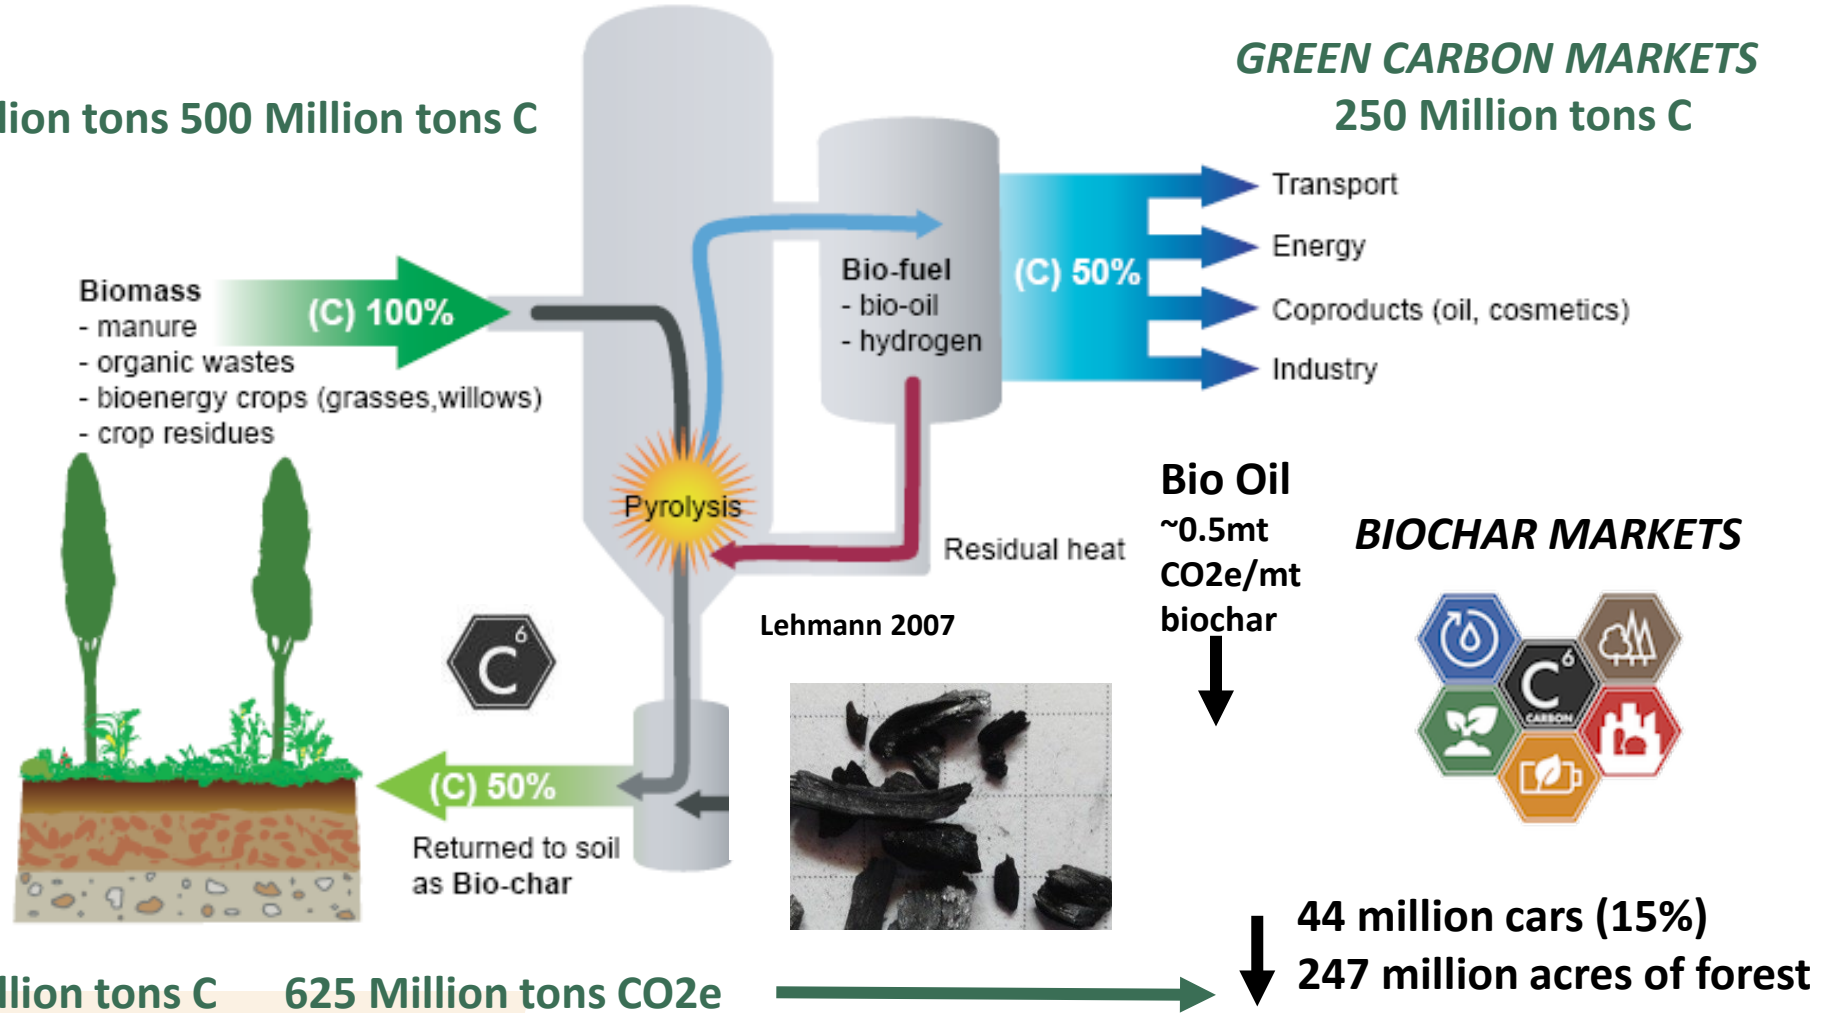 GREEN CARBON MARKETS
lion tons 500 Million tons C
250 Million tons C
Transport
Energy
Coproducts (oil, cosmetics)
Industry
Biomass
- manure
- organic wastes
- bioenergy crops (grasses,willows)
- crop residues
(C) 100%
Bio-fuel
- bio-oil
- hydrogen
(C) 50%
Pyrolysis
Residual heat
Bio Oil
~0.5mt
CO2e/mt
biochar
BIOCHAR MARKETS
Lehmann 2007
6
C
C 6
CARBON
(C) 50%
Returned to soil
as Bio-char
44 million cars (15%)
247 million acres of forest
llion tons C 625 Million tons CO2e